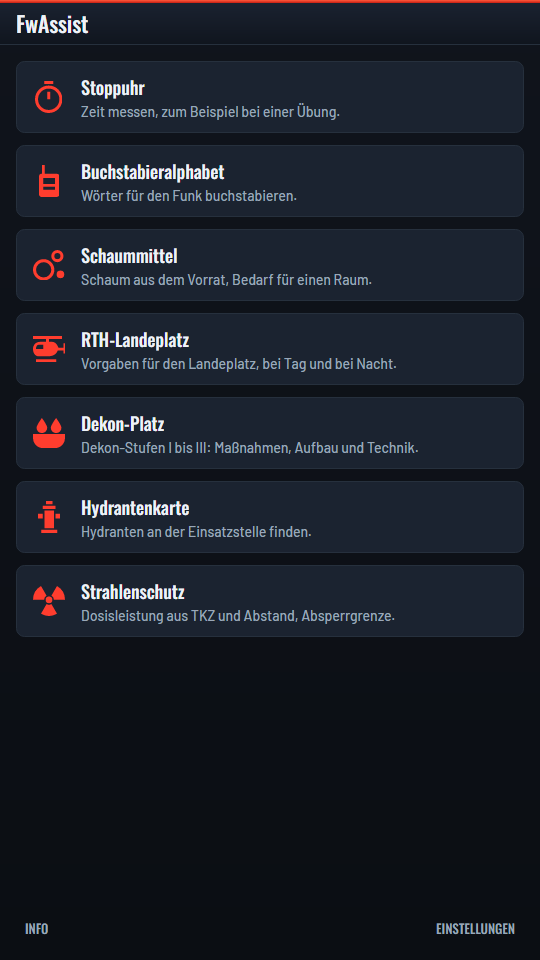 FwAssist
Stoppuhr
Zeit messen, zum Beispiel bei einer Übung.
Buchstabieralphabet
Wörter für den Funk buchstabieren.
Schaummittel
Schaum aus dem Vorrat, Bedarf für einen Raum.
RTH-Landeplatz
Vorgaben für den Landeplatz, bei Tag und bei Nacht.
Dekon-Platz
Dekon-Stufen I bis III: Maßnahmen, Aufbau und Technik.
Hydrantenkarte
Hydranten an der Einsatzstelle finden.
Strahlenschutz
Dosisleistung aus TKZ und Abstand, Absperrgrenze.
INFO
EINSTELLUNGEN